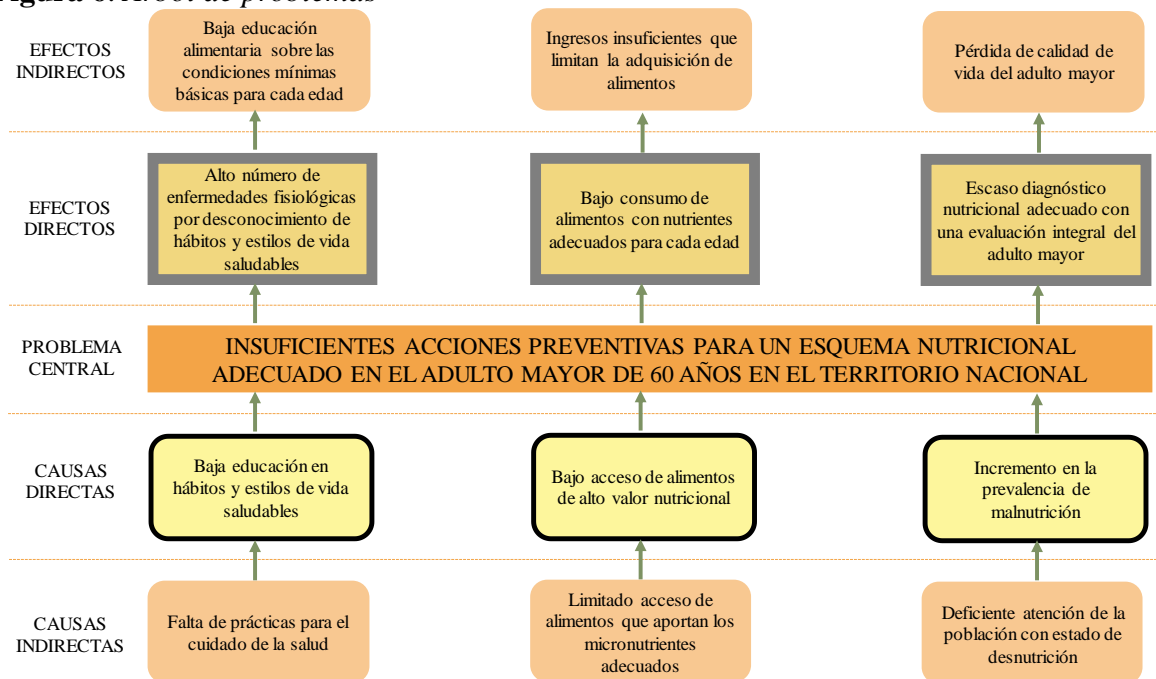 EFECTOS
INDIRECTOS
Baja educación
alimentaria sobre las
condiciones mínimas
básicas para cada edad
Ingresos insuficientes que
limitan la adquisición de
alimentos
Pérdida de calidad de
vida del adulto mayor
EFECTOS
DIRECTOS
Alto número de
enfermedades fisiológicas
por desconocimiento de
hábitos y estilos de vida
saludables
Bajo consumo de
alimentos con nutrientes
adecuados para cada edad
Escaso diagnóstico
nutricional adecuado con
una evaluación integral del
adulto mayor
PROBLEMA
CENTRAL
INSUFICIENTES ACCIONES PREVENTIVAS PARA UN ESQUEMA NUTRICIONAL
ADECUADO EN EL ADULTO MAYOR DE 60 AÑOS EN EL TERRITORIO NACIONAL
CAUSAS
DIRECTAS
Baja educación en
hábitos y estilos de vida
saludables
Bajo acceso de alimentos
de alto valor nutricional
Incremento en la
prevalencia de
malnutrición
CAUSAS
INDIRECTAS
Falta de prácticas para el
cuidado de la salud
Limitado acceso de
alimentos que aportan los
micronutrientes
adecuados
Deficiente atención de la
población con estado de
desnutrición